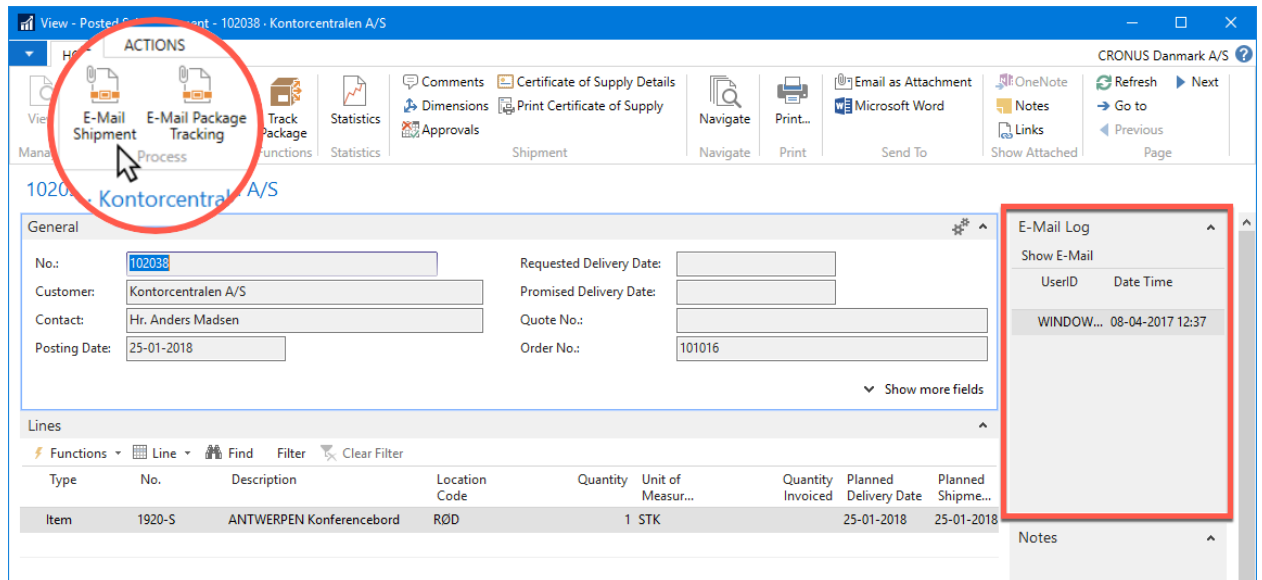 View - Posted Shipment - 102038 · Kontorcentralen A/S
ACTIONS
CRONUS Danmark A/S
E-Mail Shipment
E-Mail Package Tracking
Process
Track Package
Functions
Statistics
Statistics
Comments
Dimensions
Approvals
Certificate of Supply Details
Print Certificate of Supply
Shipment
Navigate
Navigate
Print...
Print
Email as Attachment
Microsoft Word
Send To
OneNote
Notes
Links
Show Attached
Refresh
Go to
Previous
Next
Page
· Kontorcentral A/S
General
No.: 102038
Customer: Kontorcentralen A/S
Contact: Hr. Anders Madsen
Posting Date: 25-01-2018
Requested Delivery Date:
Promised Delivery Date:
Quote No.:
Order No.: 101016
Show more fields
Lines
Functions Line Find Filter Clear Filter
Type No. Description Location Code Quantity Unit of Measur... Quantity Invoiced Planned Delivery Date Planned Shipme...
Item 1920-S ANTWERPEN Konferencebord RØD 1 STK 25-01-2018 25-01-2018
E-Mail Log
Show E-Mail
UserID Date Time
WINDOW... 08-04-2017 12:37
Notes